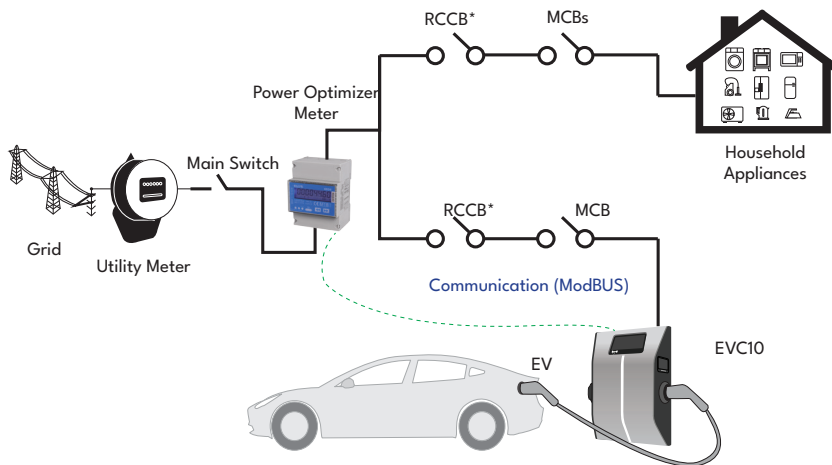 RCCB*
MCBs
Power Optimizer
Meter
Main Switch
Household
Appliances
RCCB*
MCB
Grid
Utility Meter
Communication (ModBUS)
EVC10
EV